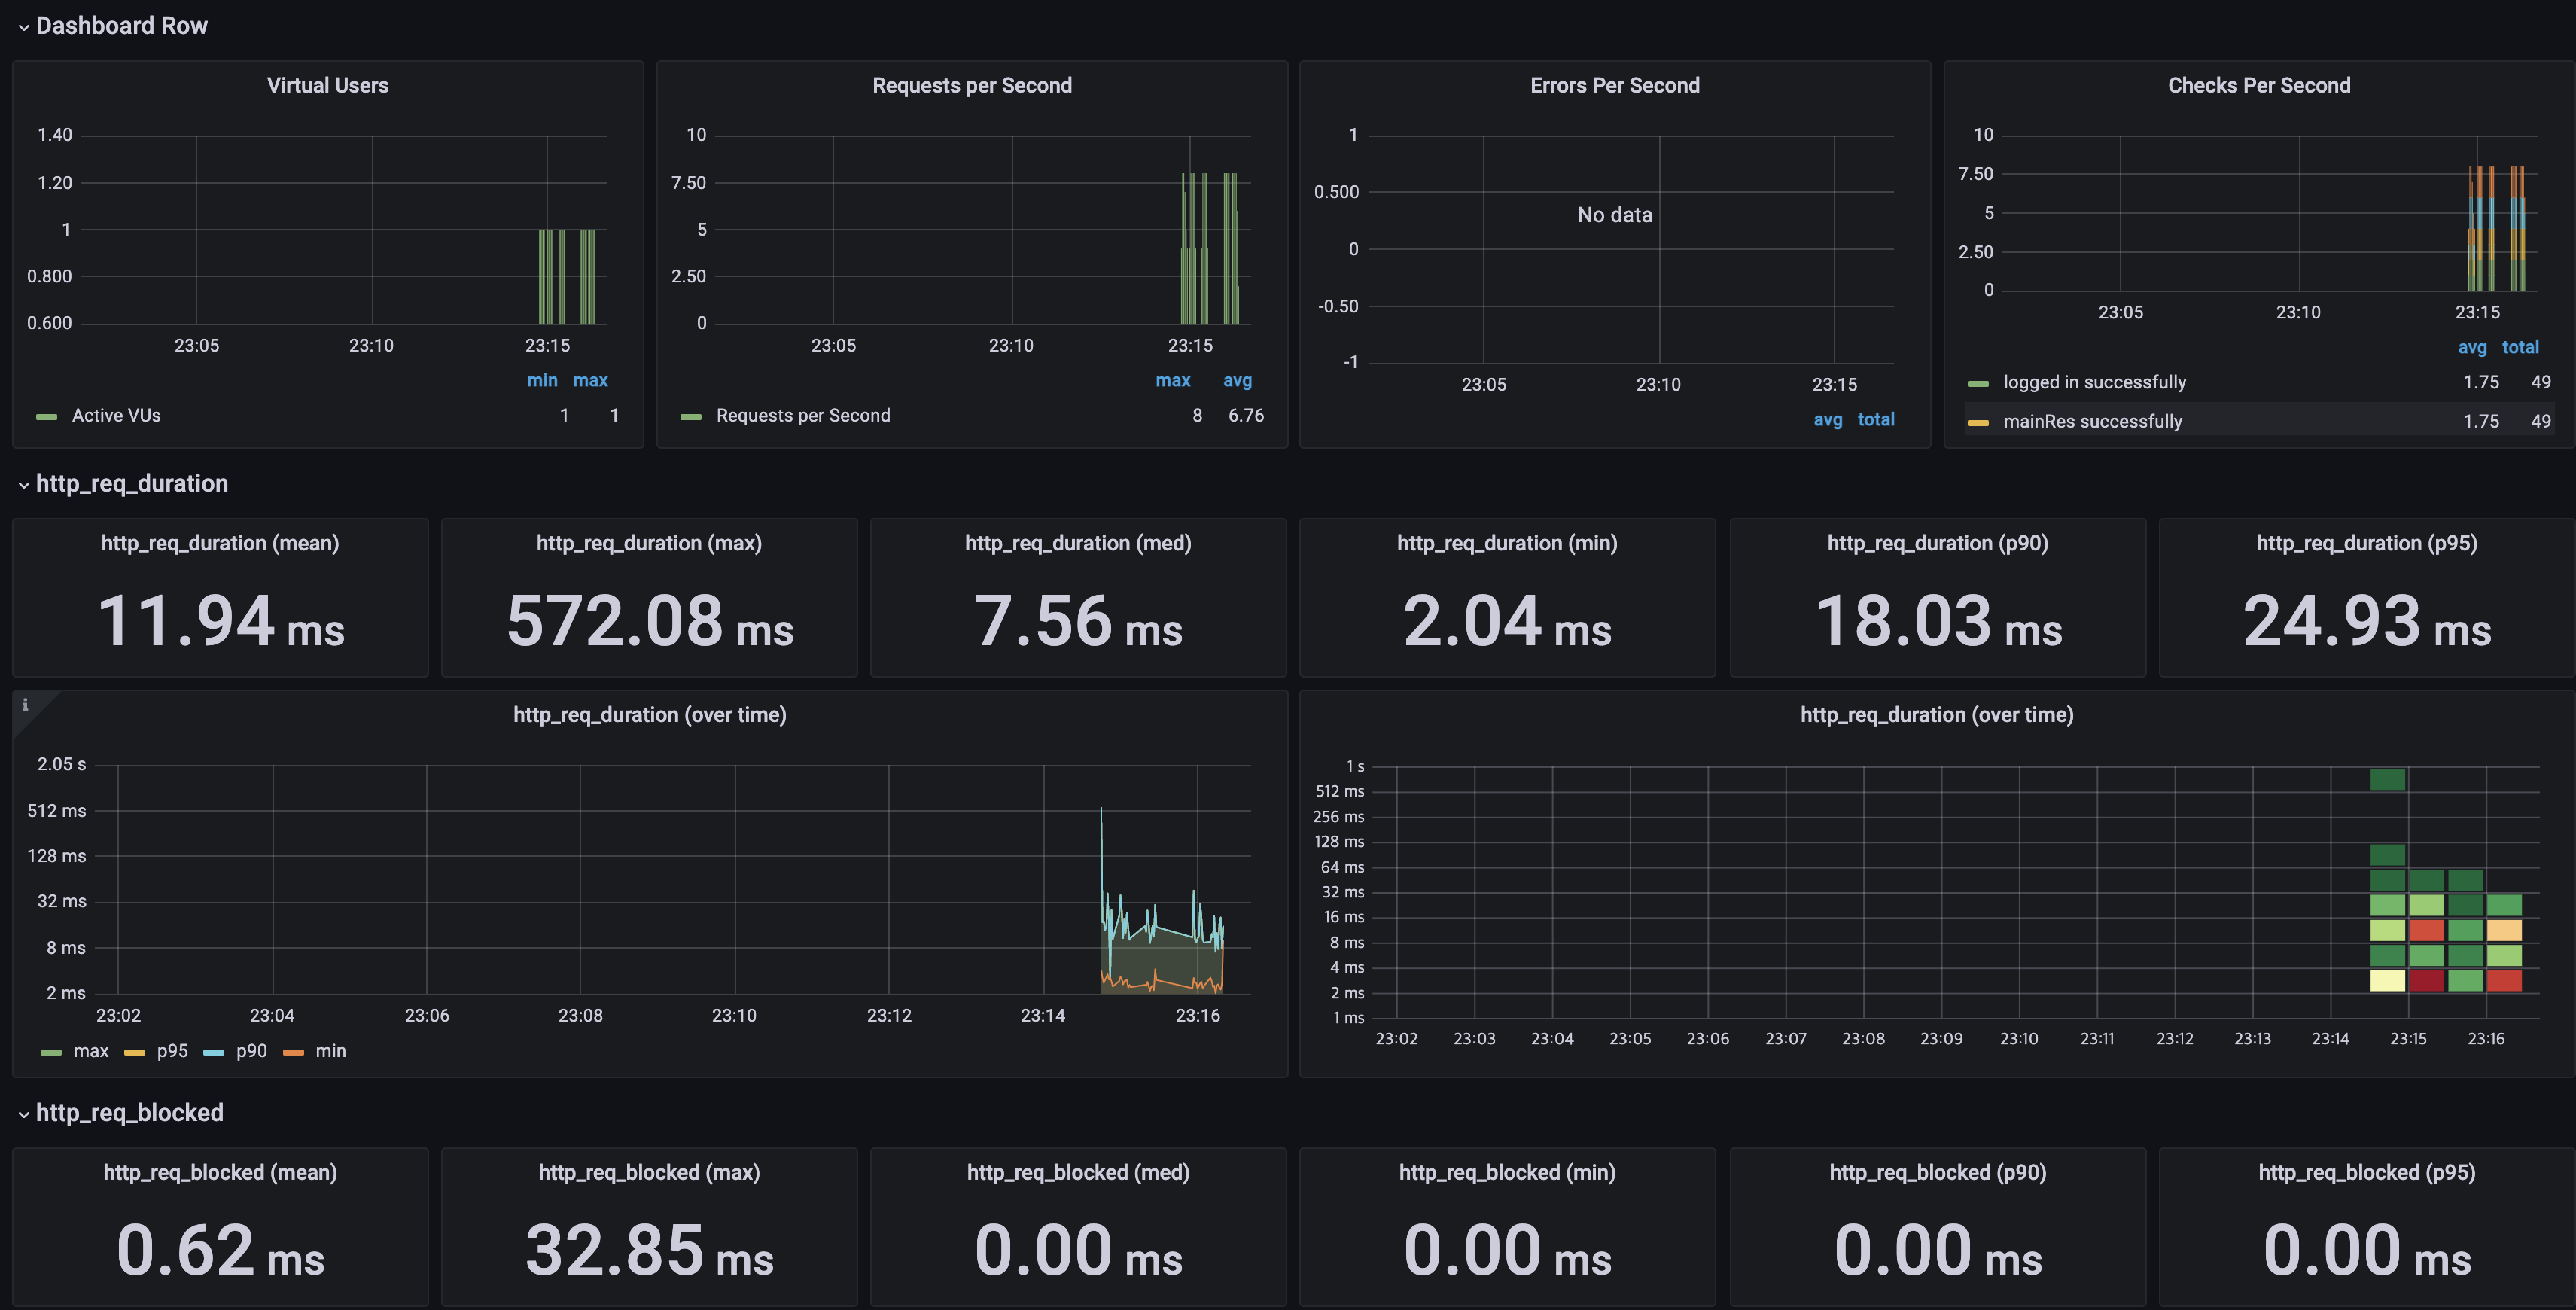 Dashboard Row
Virtual Users
1.40
1.20
1
0.800
0.600
23:05 23:10 23:15
min max
Active VUs 1 1
Requests per Second
10
7.50
5
2.50
0
23:05 23:10 23:15
max avg
Requests per Second 8 6.76
Errors Per Second
1
0.500
0
-0.50
-1
No data
23:05 23:10 23:15
avg total
Checks Per Second
10
7.50
5
2.50
0
23:05 23:10 23:15
avg total
logged in successfully 1.75 49
mainRes successfully 1.75 49
http_req_duration
http_req_duration (mean)
11.94 ms
http_req_duration (max)
572.08 ms
http_req_duration (med)
7.56 ms
http_req_duration (min)
2.04 ms
http_req_duration (p90)
18.03 ms
http_req_duration (p95)
24.93 ms
i
http_req_duration (over time)
2.05 s
512 ms
128 ms
32 ms
8 ms
2 ms
23:02 23:04 23:06 23:08 23:10 23:12 23:14 23:16
max p95 p90 min
http_req_duration (over time)
1 s
512 ms
256 ms
128 ms
64 ms
32 ms
16 ms
8 ms
4 ms
2 ms
1 ms
23:02 23:03 23:04 23:05 23:06 23:07 23:08 23:09 23:10 23:11 23:12 23:13 23:14 23:15 23:16
http_req_blocked
http_req_blocked (mean)
0.62 ms
http_req_blocked (max)
32.85 ms
http_req_blocked (med)
0.00 ms
http_req_blocked (min)
0.00 ms
http_req_blocked (p90)
0.00 ms
http_req_blocked (p95)
0.00 ms